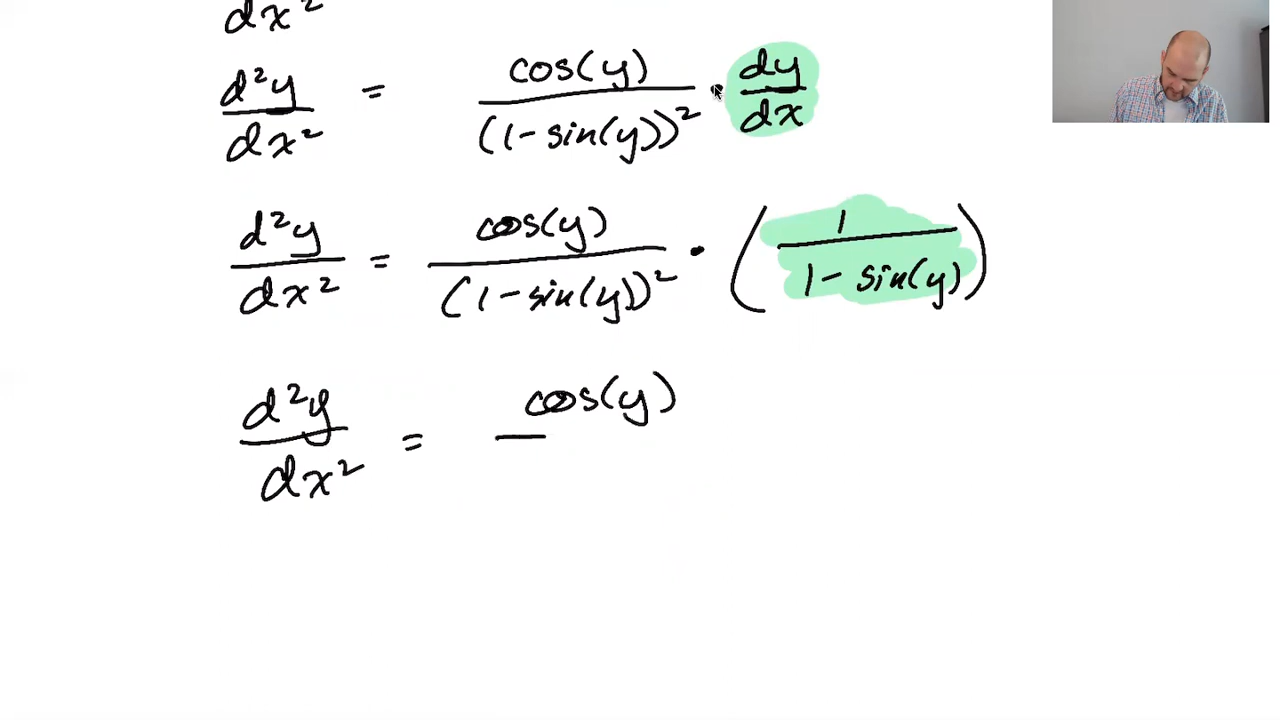 dx²
d²y/dx² = cos(y)/(1-sin(y))² · dy/dx
d²y/dx² = cos(y)/(1-sin(y))² · (1/(1-sin(y)))
d²y/dx² = cos(y)